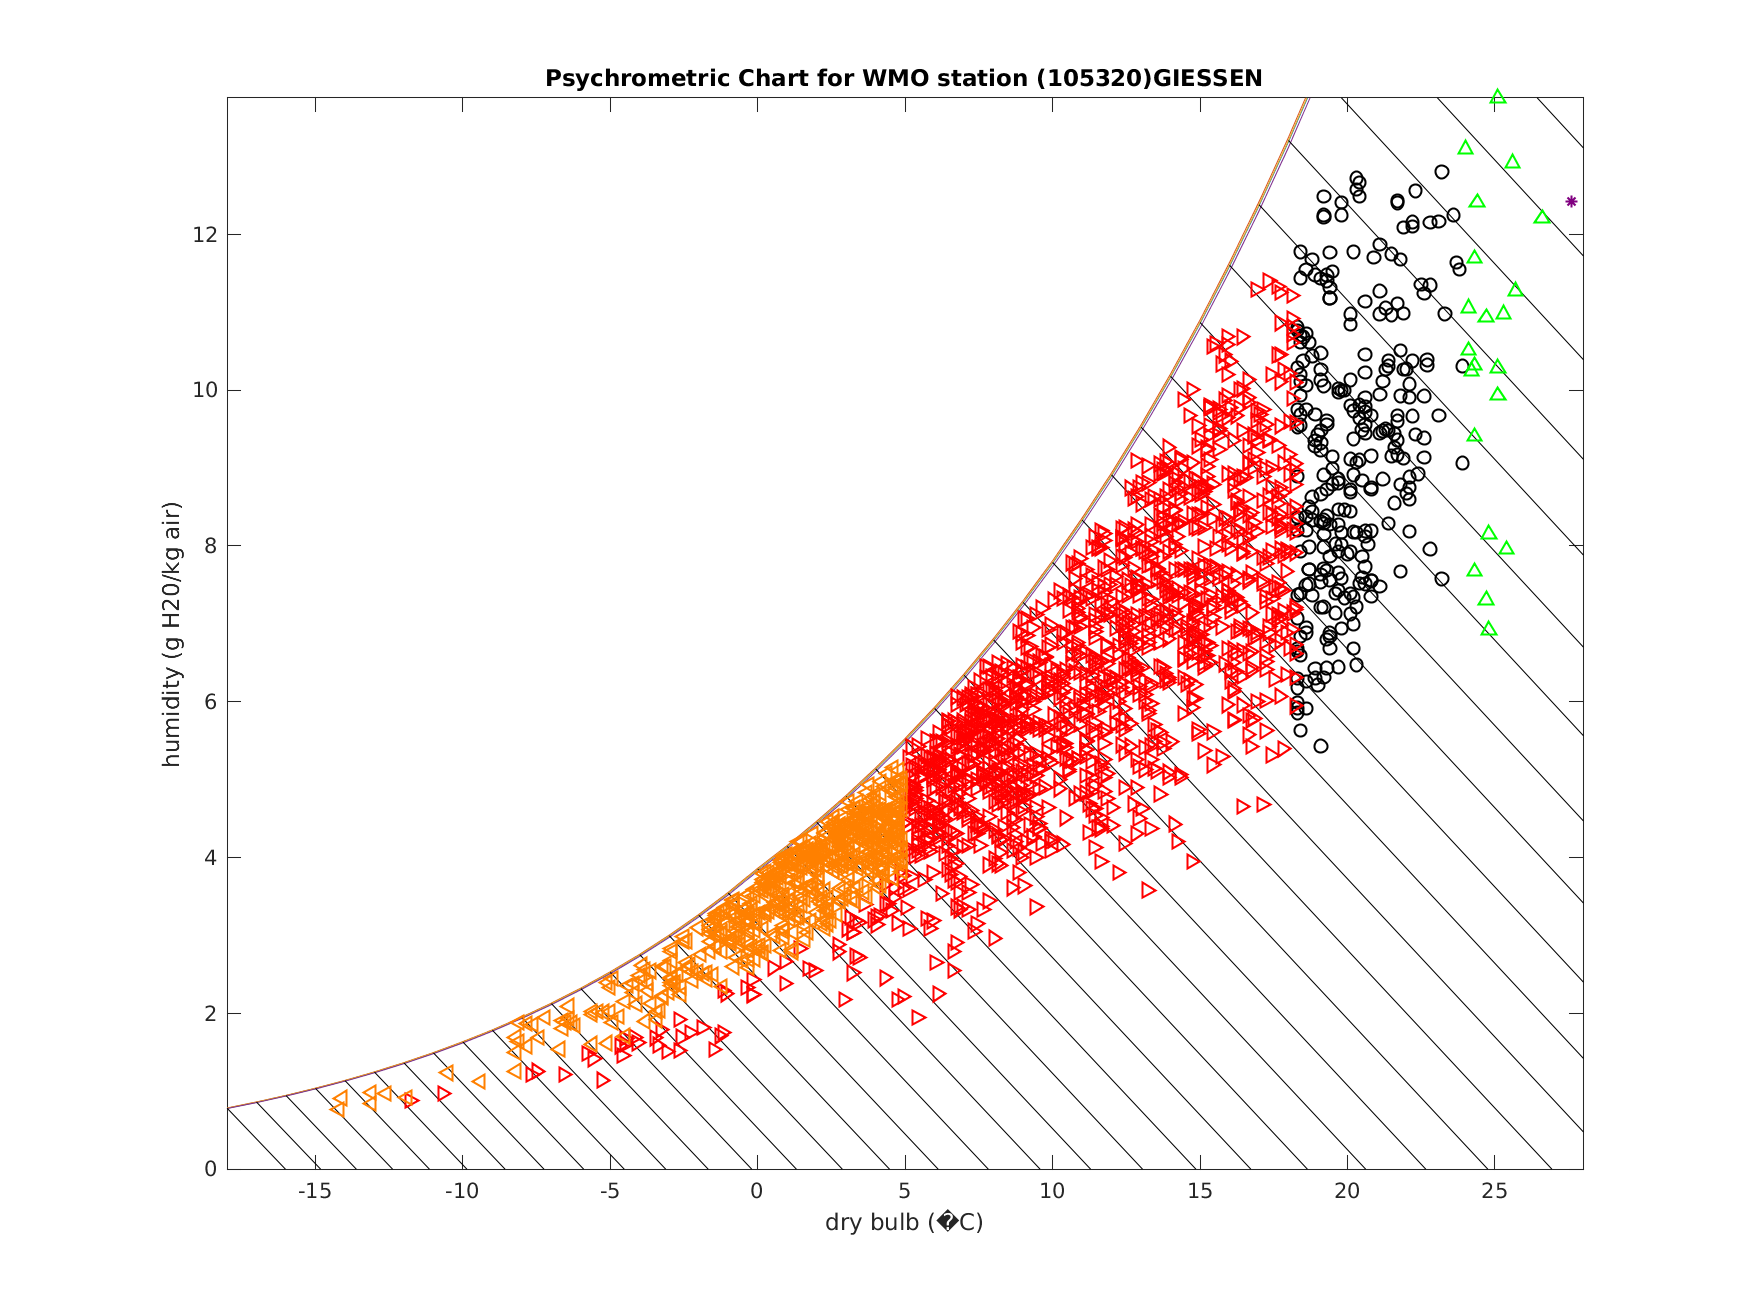 Psychrometric Chart for WMO station (105320)GIESSEN
humidity (g H20/kg air)
12
10
8
6
4
2
0
-15 -10 -5 0 5 10 15 20 25
dry bulb (�C)